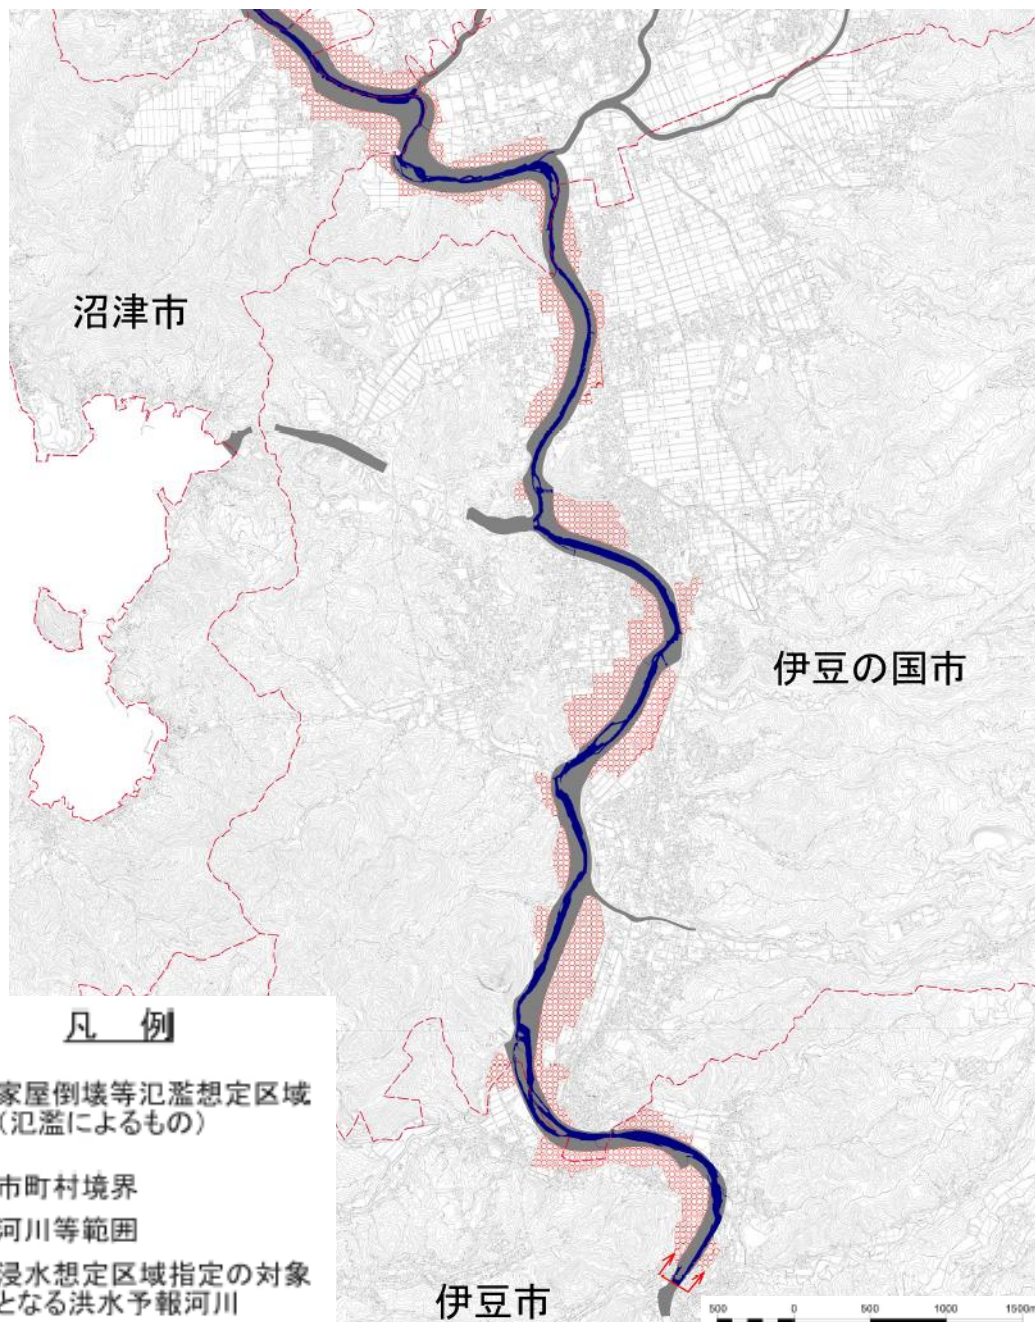 沼津市
伊豆の国市
凡 例
家屋倒壊等氾濫想定区域
(氾濫によるもの)
市町村境界
河川等範囲
浸水想定区域指定の対象
となる洪水予報河川
伊豆市
500 0 500 1000 1500m